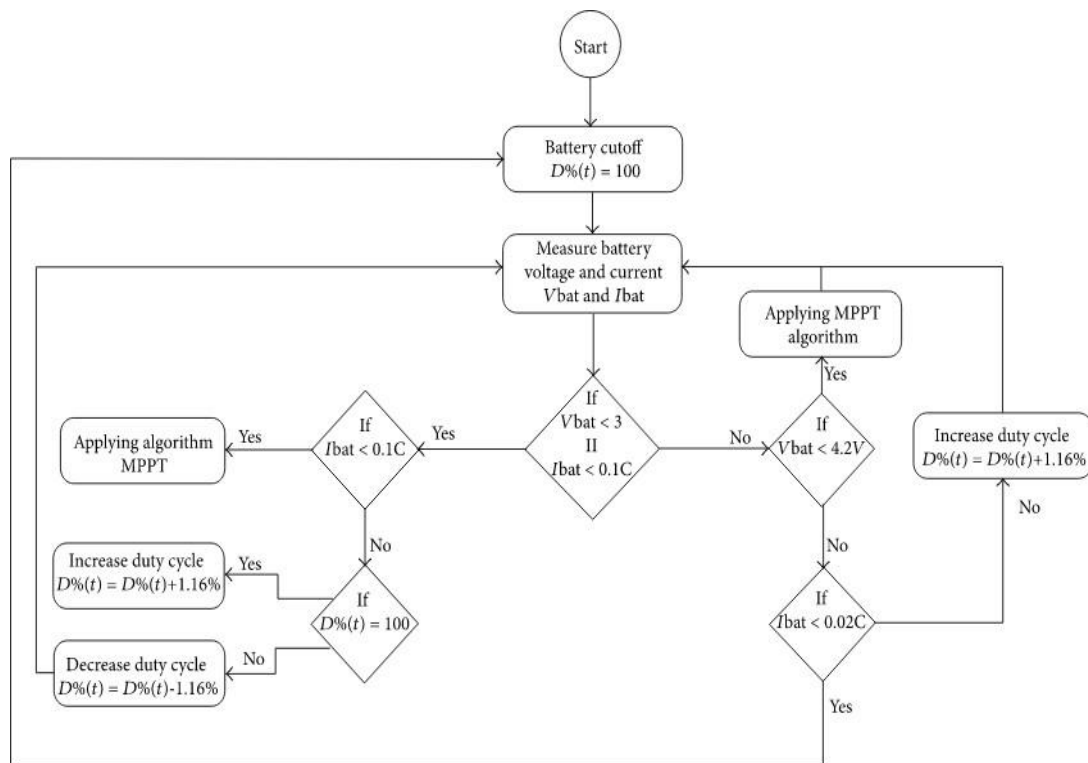 Start
Battery cutoff
D%(t) = 100
Measure battery
voltage and current
Vbat and Ibat
Applying MPPT
algorithm
Yes
If
Vbat < 3
II
Ibat < 0.1C
Yes
No
If
Ibat < 0.1C
Yes
Applying algorithm
MPPT
If
Vbat < 4.2V
Increase duty cycle
D%(t) = D%(t)+1.16%
No
No
No
Increase duty cycle
D%(t) = D%(t)+1.16%
Yes
If
D%(t) = 100
If
Ibat < 0.02C
Decrease duty cycle
D%(t) = D%(t)-1.16%
No
Yes